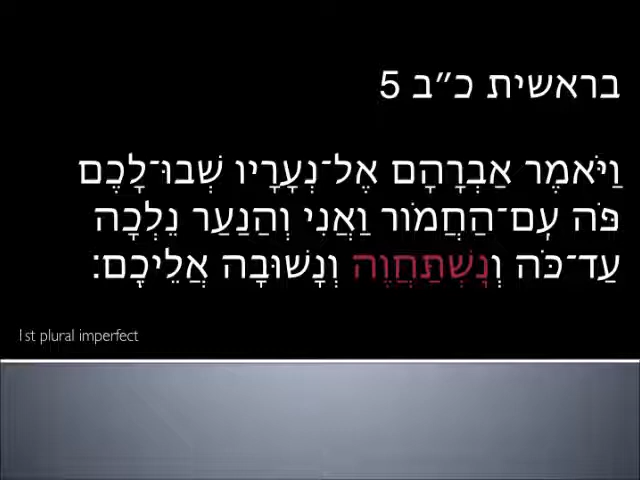 בראשית כ״ב 5
וַיֹּאמֶר אַבְרָהָם אֶל־נְעָרָיו שְׁבוּ־לָכֶם
פֹּה עִם־הַחֲמוֹר וַאֲנִי וְהַנַּעַר נֵלְכָה
עַד־כֹּה וְנִשְׁתַּחֲוֶה וְנָשׁוּבָה אֲלֵיכֶם׃
1st plural imperfect